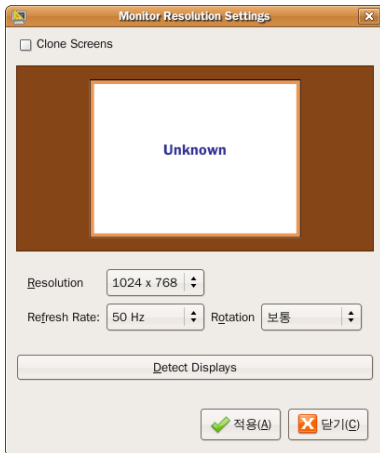 Monitor Resolution Settings
Clone Screens
Unknown
Resolution 1024 x 768
Refresh Rate: 50 Hz Rotation 보통
Detect Displays
적용(A) 닫기(C)